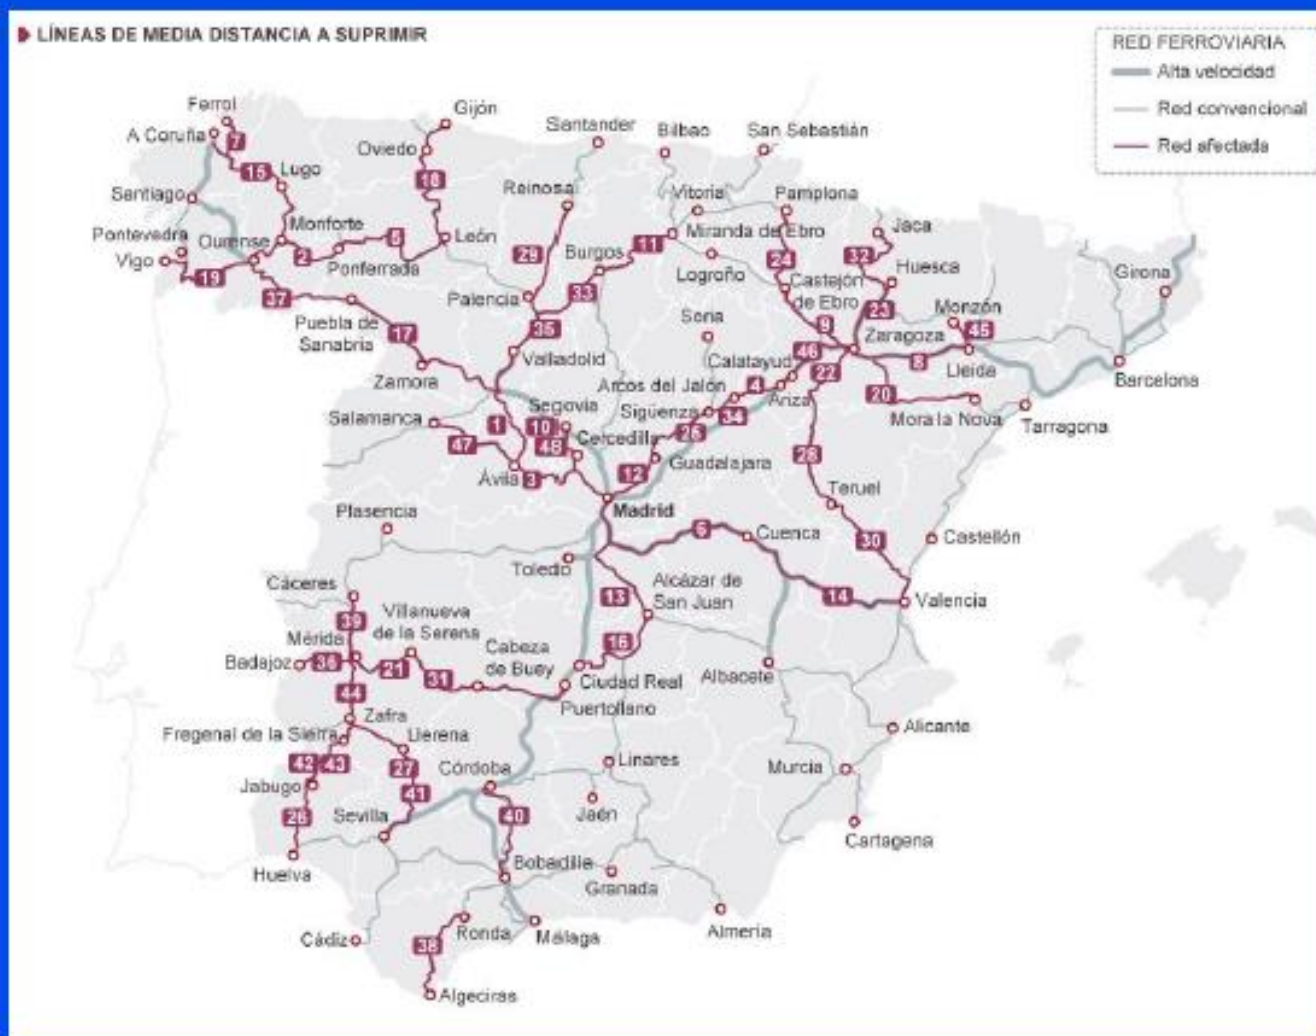 LÍNEAS DE MEDIA DISTANCIA A SUPRIMIR
RED FERROVIARIA
Alta velocidad
Red convencional
Red afectada
Ferrol
A Coruña
7
15
Lugo
Santiago
Pontevedra
Vigo
19
Ourense
Monforte
2
5
Ponferrada
37
Puebla de
Sanabria
17
Zamora
Gijón
Oviedo
18
León
Santander
Reinosa
29
Palencia
Burgos
33
35
Valladolid
11
Bilbao
San Sebastián
Vitoria
Miranda de Ebro
Logroño
Pamplona
24
Castejón
de Ebro
9
Jaca
32
Huesca
23
Monzón
45
Zaragoza
8
Lleida
Girona
Barcelona
Tarragona
20
Mora la Nova
46
22
Soria
Calatayud
Arcos del Jalón
4
Ariza
Sigüenza
34
25
Guadalajara
12
Segovia
10
48
Cercedilla
Salamanca
47
1
Ávila
3
Madrid
28
Teruel
30
Castellón
Valencia
6
Cuenca
14
Plasencia
Toledo
Cáceres
39
Mérida
Badajoz
36
21
Villanueva
de la Serena
31
Cabeza
de Buey
13
Alcázar de
San Juan
16
Ciudad Real
Puertollano
Albacete
44
Zafra
Fregenal de la Sierra
42
43
Llerena
27
41
Jabugo
26
Huelva
Sevilla
Córdoba
40
Bobadilla
Linares
Jaén
Granada
Alicante
Murcia
Cartagena
Almería
Málaga
Ronda
Cádiz
38
Algeciras